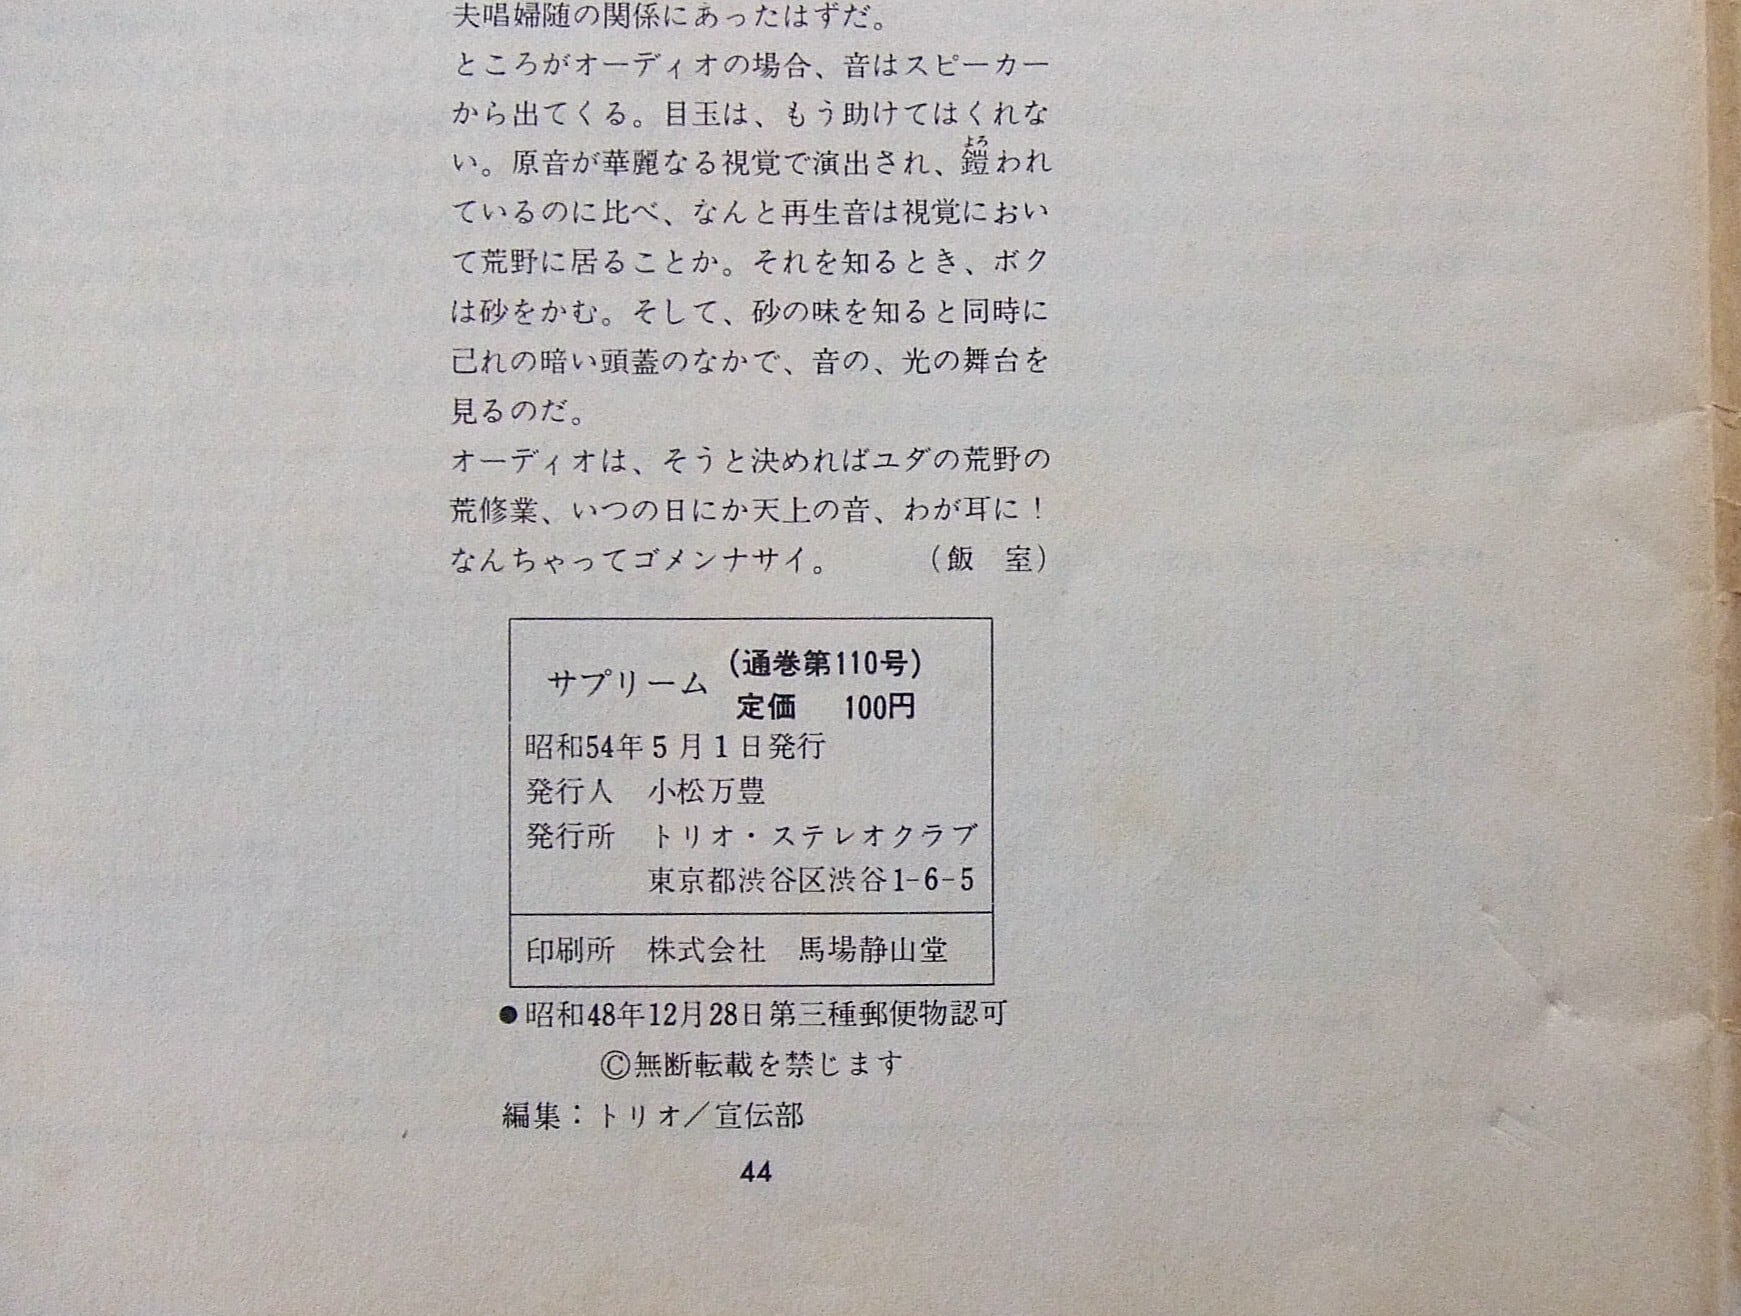 夫唱婦随の関係にあったはずだ。
ところがオーディオの場合、音はスピーカー
から出てくる。目玉は、もう助けてはくれな
よろ
い。原音が華麗なる視覚で演出され、鎧われ
ているのに比べ、なんと再生音は視覚におい
て荒野に居ることか。それを知るとき、ボク
は砂をかむ。そして、砂の味を知ると同時に
己れの暗い頭蓋のなかで、音の、光の舞台を
見るのだ。
オーディオは、そうと決めればユダの荒野の
荒修業、いつの日にか天上の音、わが耳に！
なんちゃってゴメンナサイ。　（飯　室）
サプリーム（通巻第110号）
定価　100円
昭和54年５月１日発行
発行人　小松万豊
発行所　トリオ・ステレオクラブ
東京都渋谷区渋谷1-6-5
印刷所　株式会社　馬場静山堂
●昭和48年12月28日第三種郵便物認可
Ⓒ無断転載を禁じます
編集：トリオ／宣伝部
44